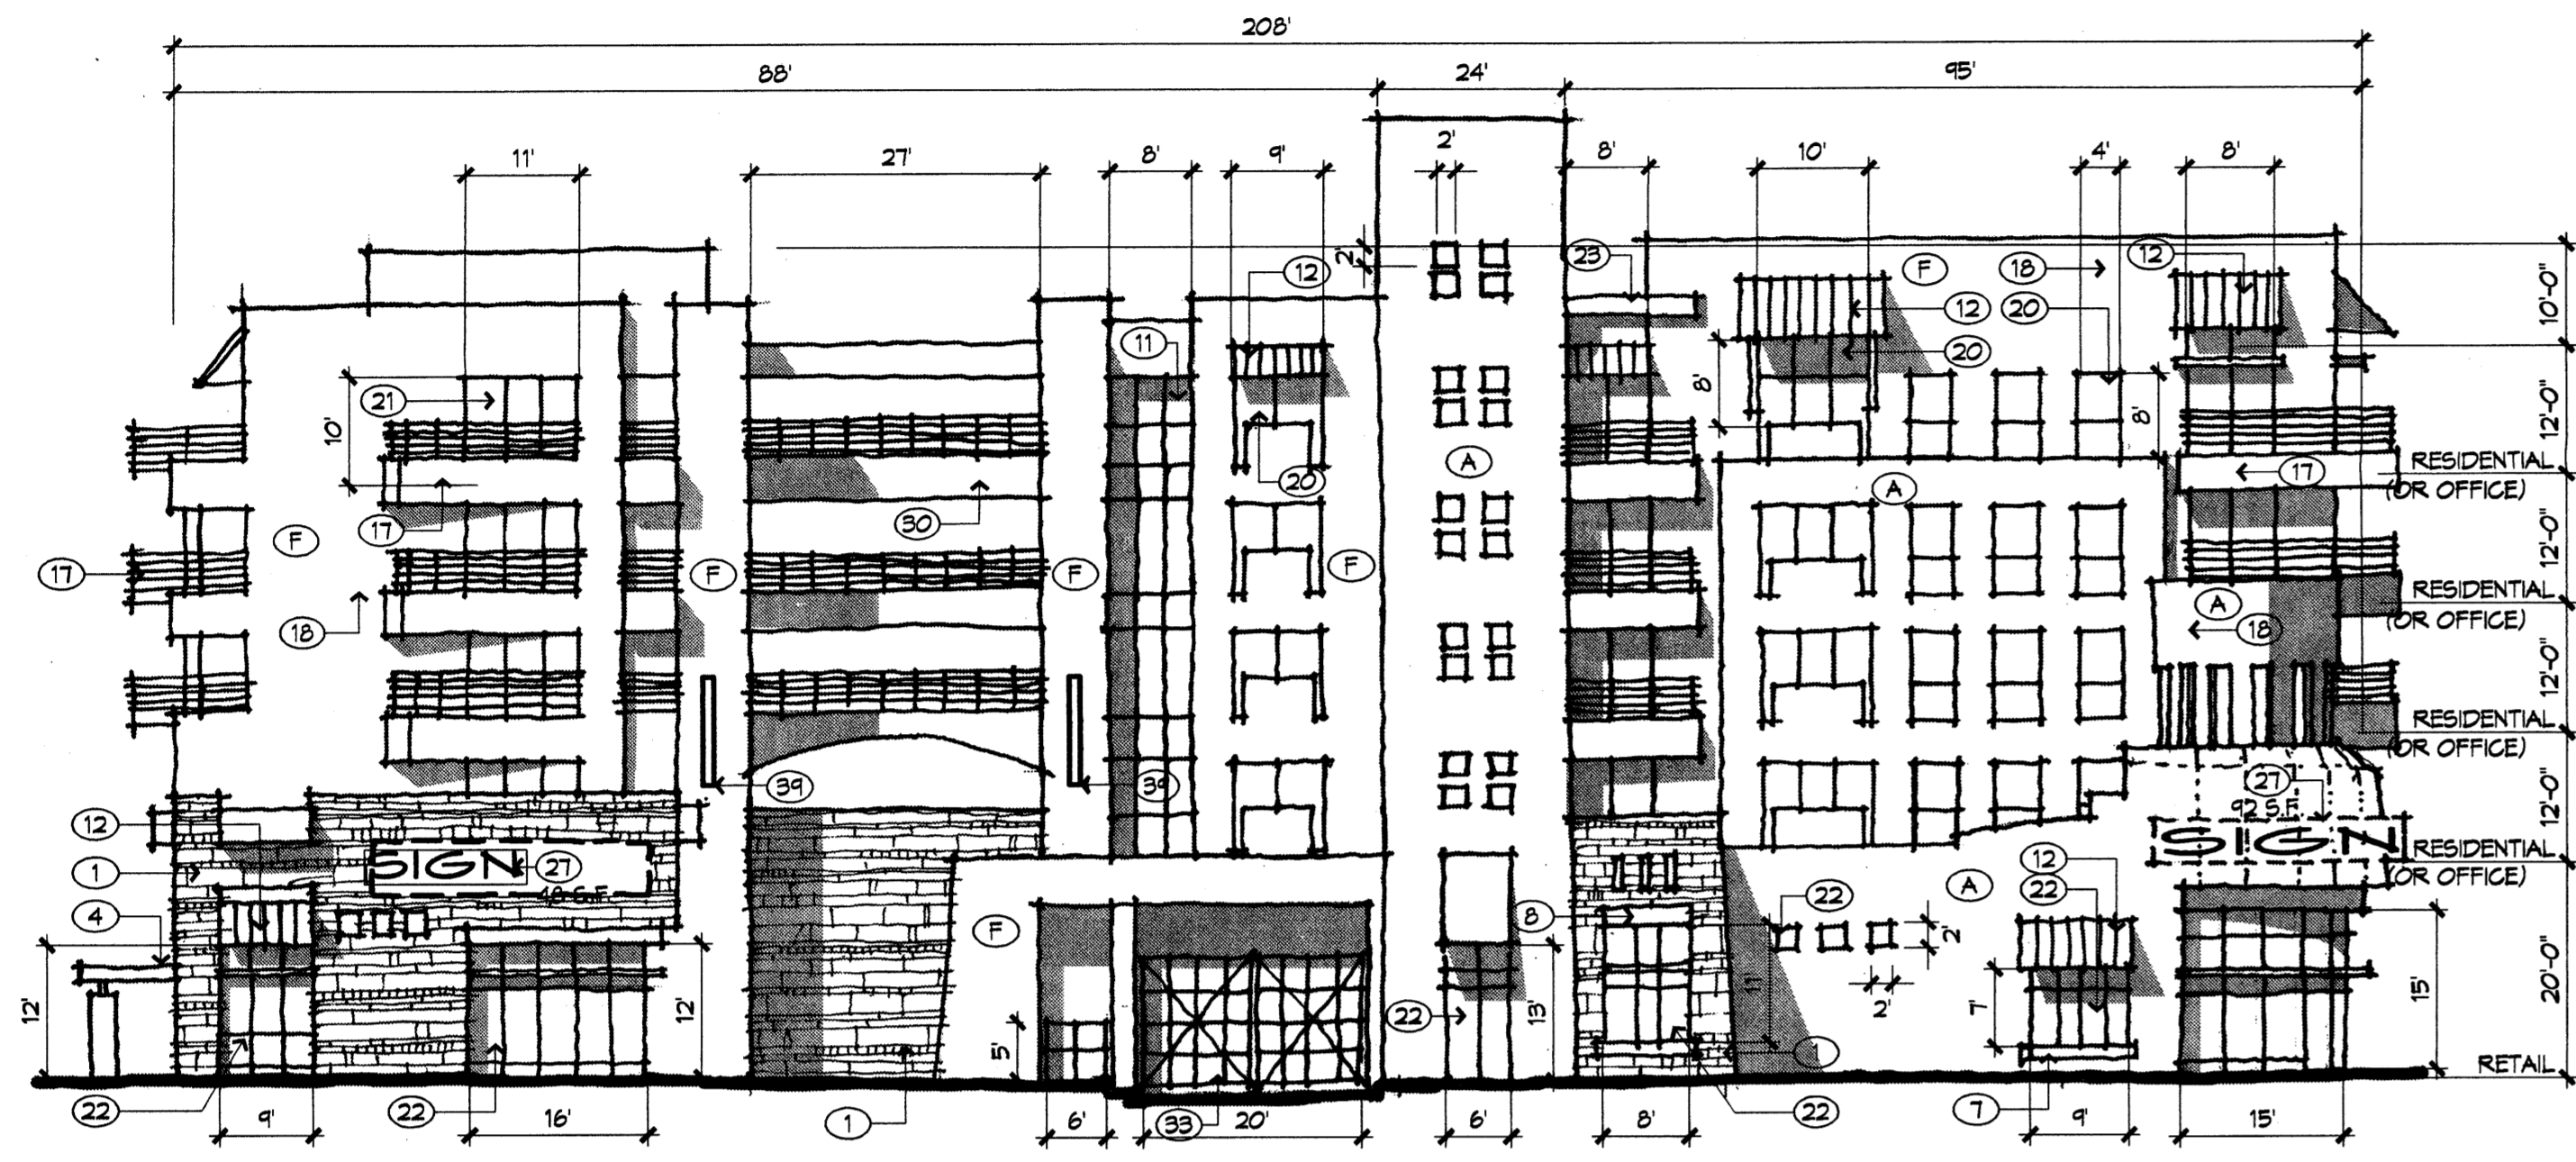 208'
88' 24' 95'
11' 27' 8' 9' 2' 8' 10' 4' 8'
2' 12 23 F 18 12 10'-0"
12 20
11 20
21 8'
10' 8' 12'-0"
A RESIDENTIAL
17 20 A 17 (OR OFFICE)
17 30
F F F F 12'-0"
17
RESIDENTIAL
A (OR OFFICE)
18 18
12'-0"
RESIDENTIAL
(OR OFFICE)
39 39 27
92 S.F. 12'-0"
12 SIGN
RESIDENTIAL
1 SIGN 27 12 (OR OFFICE)
48 S.F. 22 A
4 8 22
F 2'
12' 12' 22 13' 11' 2' 7' 15' 20'-0"
5' 1
RETAIL
22 22 1 33 22 7
9' 16' 6' 20' 6' 8' 9' 15'